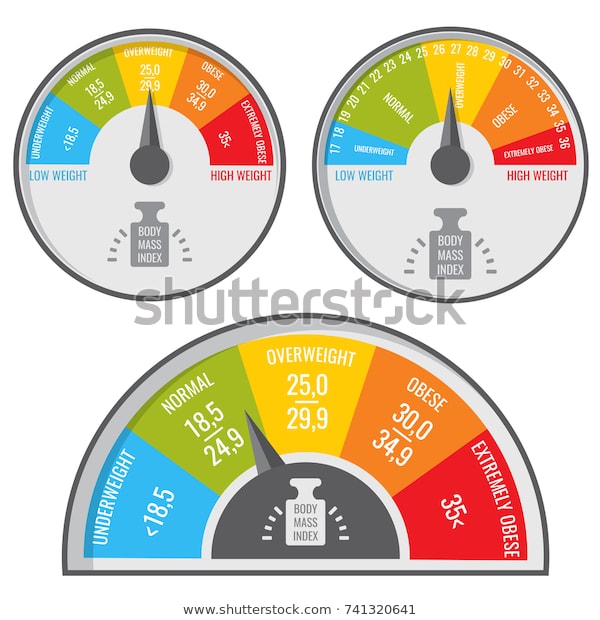 UNDERWEIGHT
<18,5
NORMAL
18,5
24,9
OVERWEIGHT
25,0
29,9
OBESE
30,0
34,9
EXTREMELY OBESE
35<
LOW WEIGHT
HIGH WEIGHT
BODY
MASS
INDEX
17 18 19 20 21 22 23 24 25 26 27 28 29 30 31 32 33 34 35 36
UNDERWEIGHT
NORMAL
OVERWEIGHT
OBESE
EXTREMELY OBESE
LOW WEIGHT
HIGH WEIGHT
BODY
MASS
INDEX
shutterstock
UNDERWEIGHT
<18,5
NORMAL
18,5
24,9
OVERWEIGHT
25,0
29,9
OBESE
30,0
34,9
EXTREMELY OBESE
35<
BODY
MASS
INDEX
www.shutterstock.com · 741320641